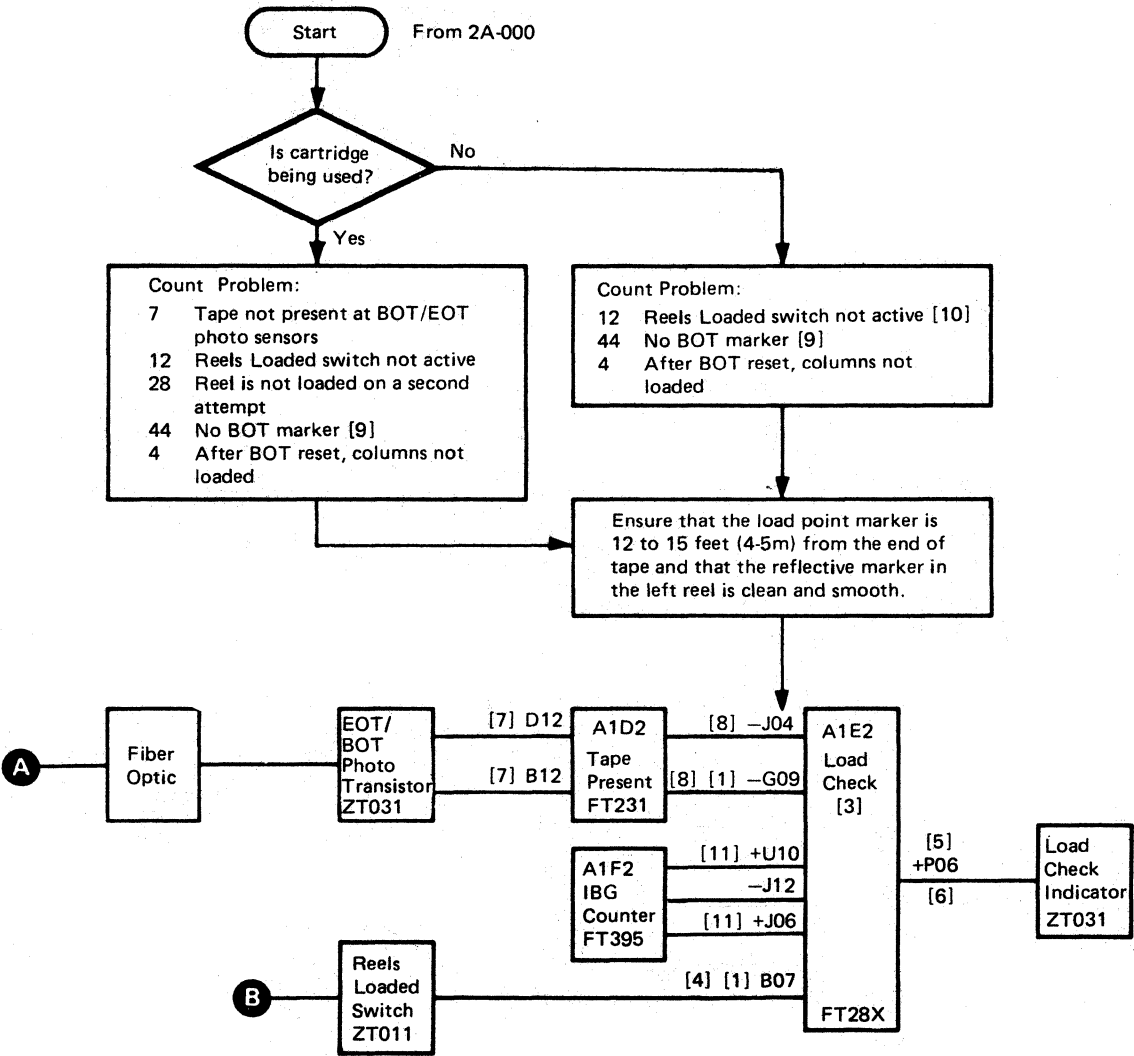 Start
From 2A-000
Is cartridge
being used?
No
Yes
Count Problem:
7 Tape not present at BOT/EOT
photo sensors
12 Reels Loaded switch not active
28 Reel is not loaded on a second
attempt
44 No BOT marker [9]
4 After BOT reset, columns not
loaded
Count Problem:
12 Reels Loaded switch not active [10]
44 No BOT marker [9]
4 After BOT reset, columns not
loaded
Ensure that the load point marker is
12 to 15 feet (4-5m) from the end of
tape and that the reflective marker in
the left reel is clean and smooth.
A
Fiber
Optic
EOT/
BOT
Photo
Transistor
ZT031
[7] D12
[7] B12
A1D2
Tape
Present
FT231
[8] −J04
[8] [1] −G09
A1E2
Load
Check
[3]
FT28X
A1F2
IBG
Counter
FT395
[11] +U10
−J12
[11] +J06
[5]
+P06
[6]
Load
Check
Indicator
ZT031
B
Reels
Loaded
Switch
ZT011
[4] [1] B07